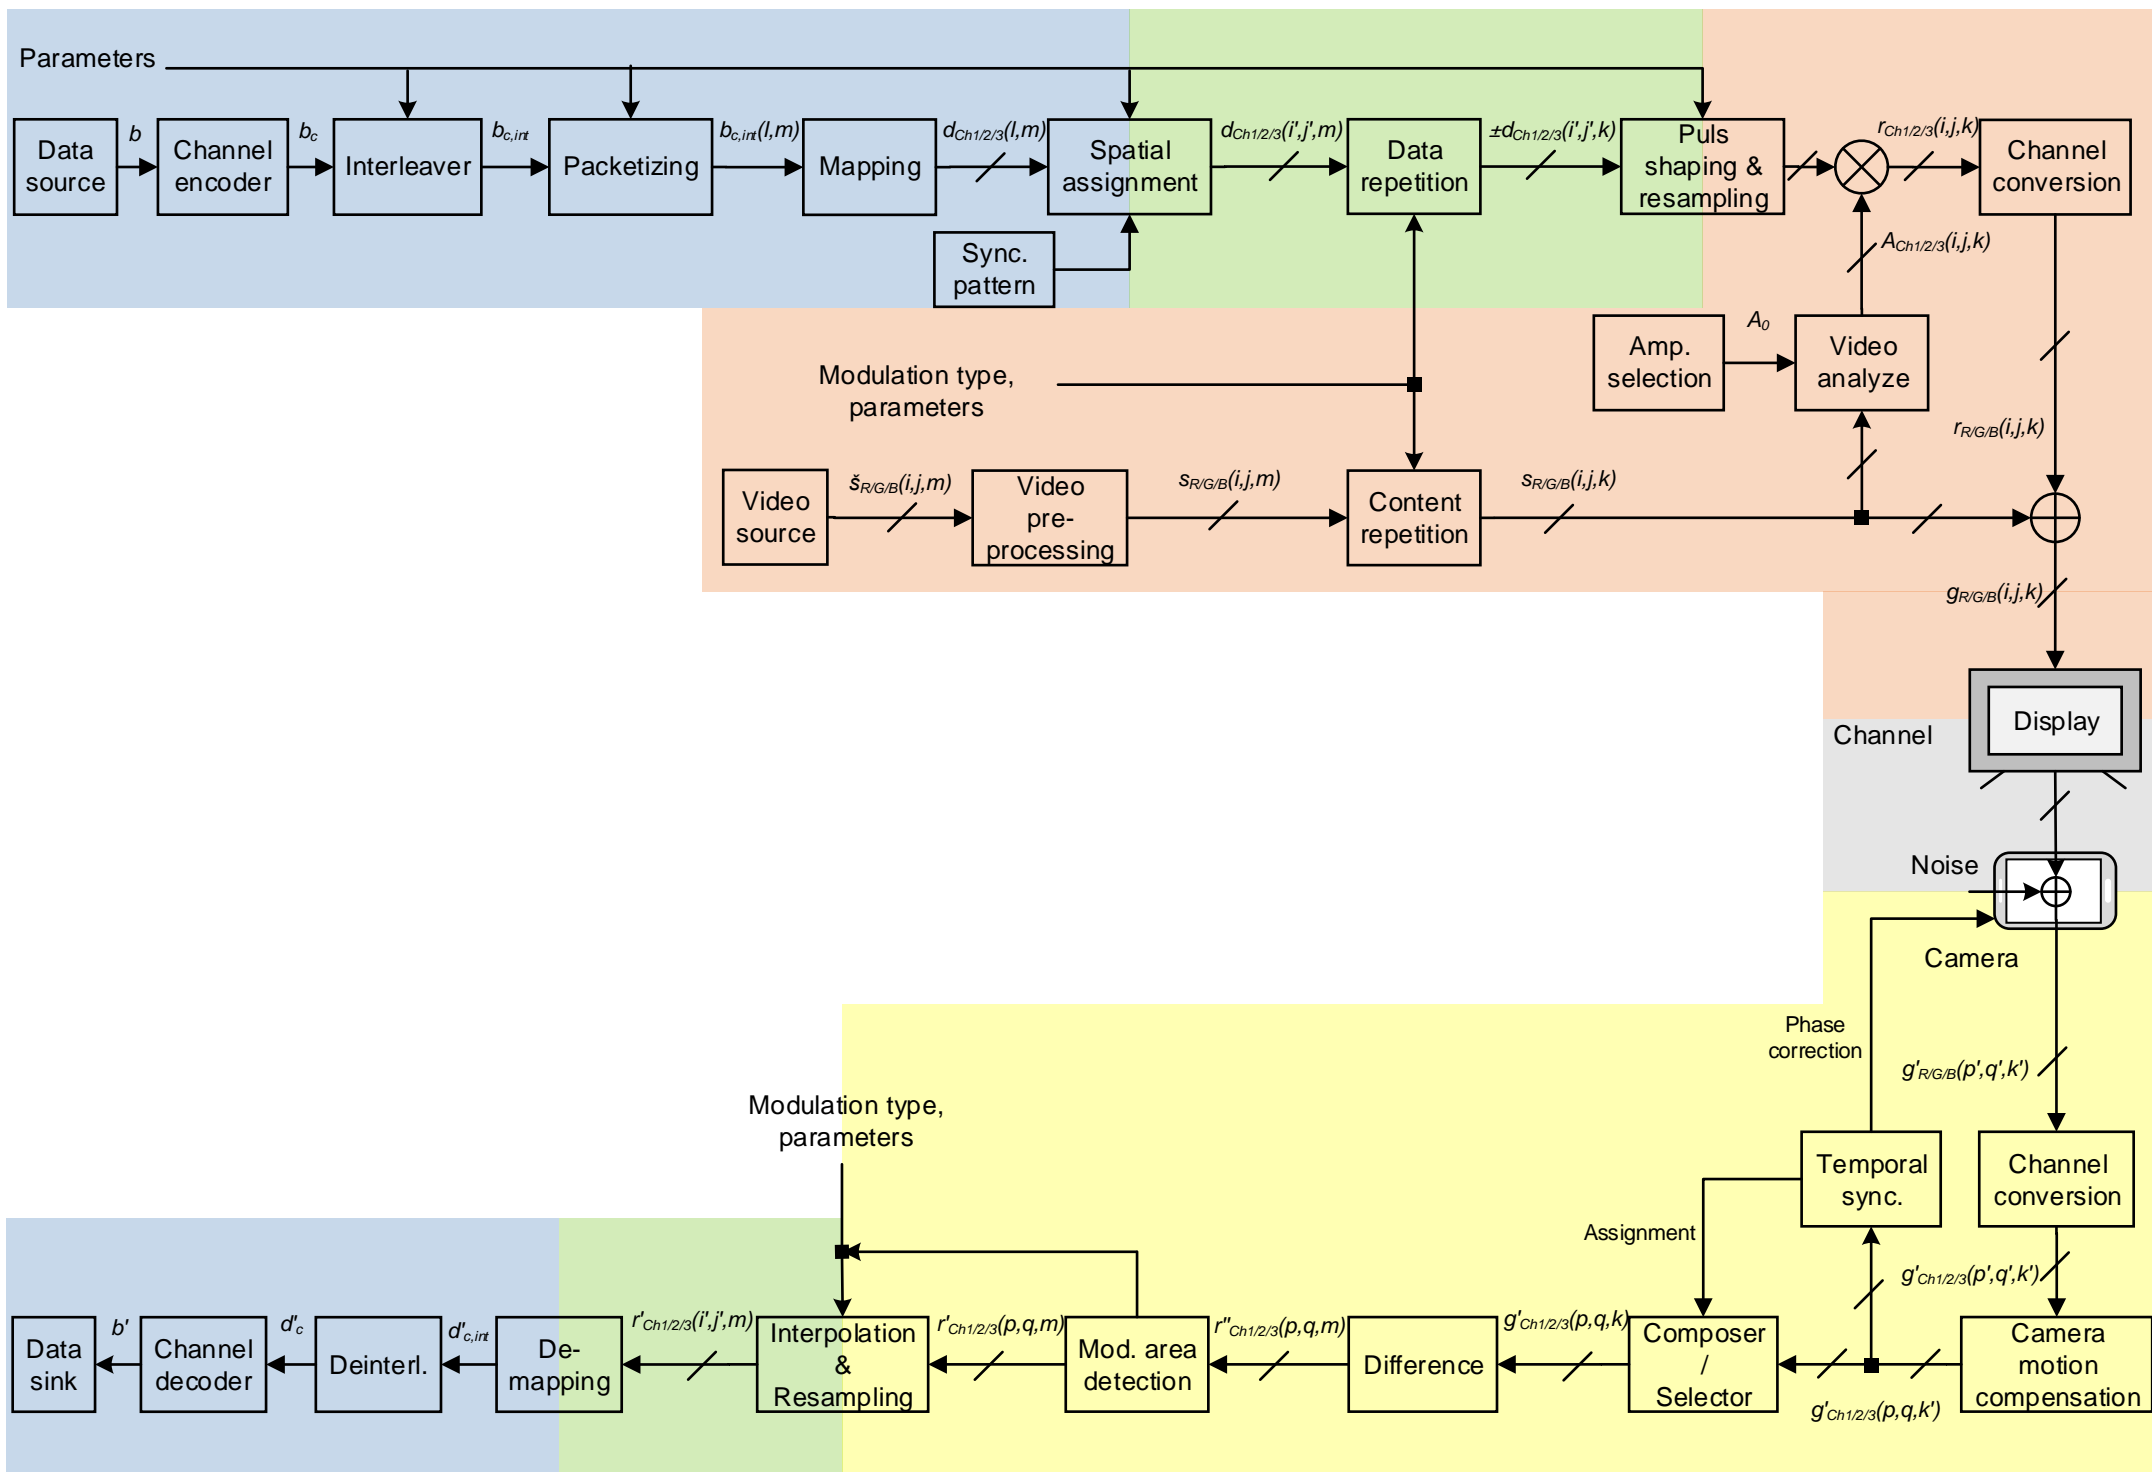 Parameters
b
b_c
b_c,int
b_c,int(l,m)
d_Ch1/2/3(l,m)
d_Ch1/2/3(i',j',m)
±d_Ch1/2/3(i',j',k)
r_Ch1/2/3(i,j,k)
Data
source
Channel
encoder
Interleaver
Packetizing
Mapping
Spatial
assignment
Data
repetition
Puls
shaping &
resampling
Channel
conversion
Sync.
pattern
A_Ch1/2/3(i,j,k)
Amp.
selection
A_0
Video
analyze
Modulation type,
parameters
r_R/G/B(i,j,k)
Video
source
š_R/G/B(i,j,m)
Video
pre-
processing
s_R/G/B(i,j,m)
Content
repetition
s_R/G/B(i,j,k)
g_R/G/B(i,j,k)
Display
Channel
Noise
Camera
Phase
correction
g'_R/G/B(p',q',k')
Modulation type,
parameters
Temporal
sync.
Channel
conversion
Assignment
g'_Ch1/2/3(p',q',k')
Data
sink
b'
Channel
decoder
d'_c
Deinterl.
d'_c,int
De-
mapping
r'_Ch1/2/3(i',j',m)
Interpolation
&
Resampling
r'_Ch1/2/3(p,q,m)
Mod. area
detection
r''_Ch1/2/3(p,q,m)
Difference
g'_Ch1/2/3(p,q,k)
Composer
/
Selector
g'_Ch1/2/3(p,q,k')
Camera
motion
compensation